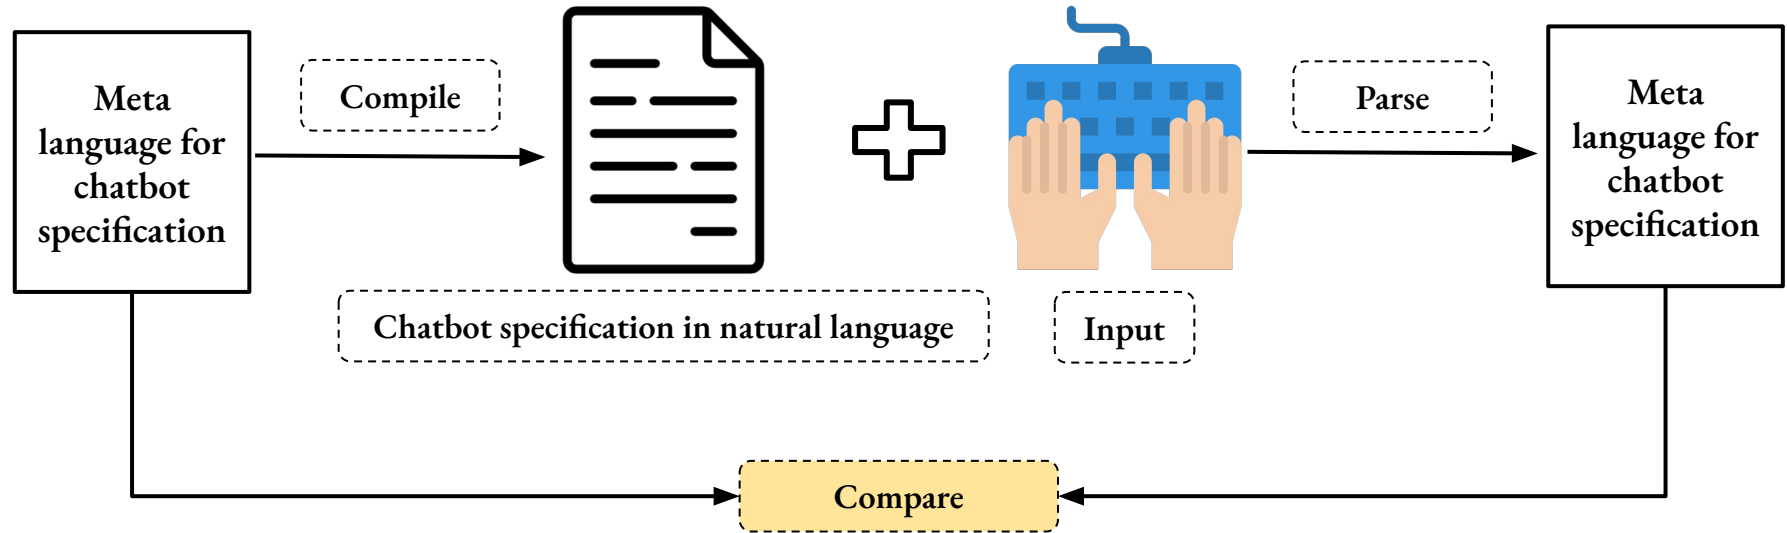 Meta
language for
chatbot
specification
Compile
Chatbot specification in natural language
Input
Parse
Meta
language for
chatbot
specification
Compare